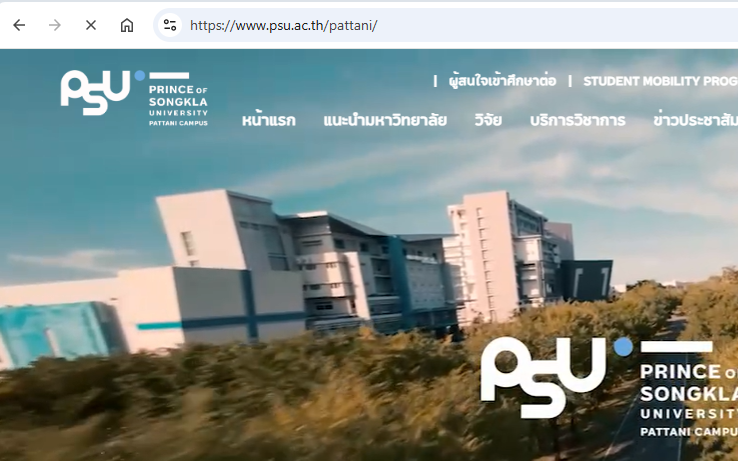 https://www.psu.ac.th/pattani/
PSU
PRINCE OF
SONGKLA
UNIVERSITY
PATTANI CAMPUS
| ผู้สนใจเข้าศึกษาต่อ | STUDENT MOBILITY PROG
หน้าแรก แนะนำมหาวิทยาลัย วิจัย บริการวิชาการ ข่าวประชาสัม
PSU
PRINCE O
SONGKLA
UNIVERSITY
PATTANI CAMPU